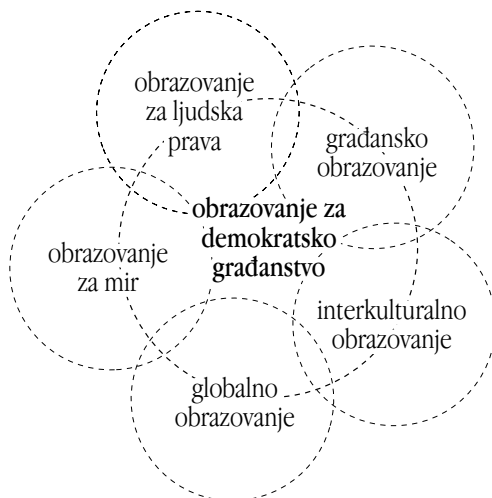 obrazovanje
za ljudska
prava
građansko
obrazovanje
obrazovanje za
demokratsko
građanstvo
obrazovanje
za mir
interkulturalno
obrazovanje
globalno
obrazovanje